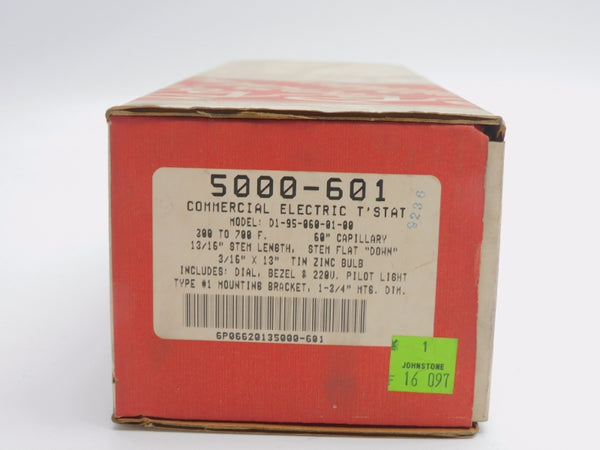 5000-601
COMMERCIAL ELECTRIC T'STAT
MODEL: D1-95-060-01-00
300 TO 700 F. 60" CAPILLARY
13/16" STEM LENGTH, STEM FLAT "DOWN"
3/16" X 13" TIN ZINC BULB
INCLUDES: DIAL, BEZEL & 220V. PILOT LIGHT
TYPE #1 MOUNTING BRACKET, 1-3/4" MTG. DIM.
6P06620135000-601
9236
1
JOHNSTONE
16 097